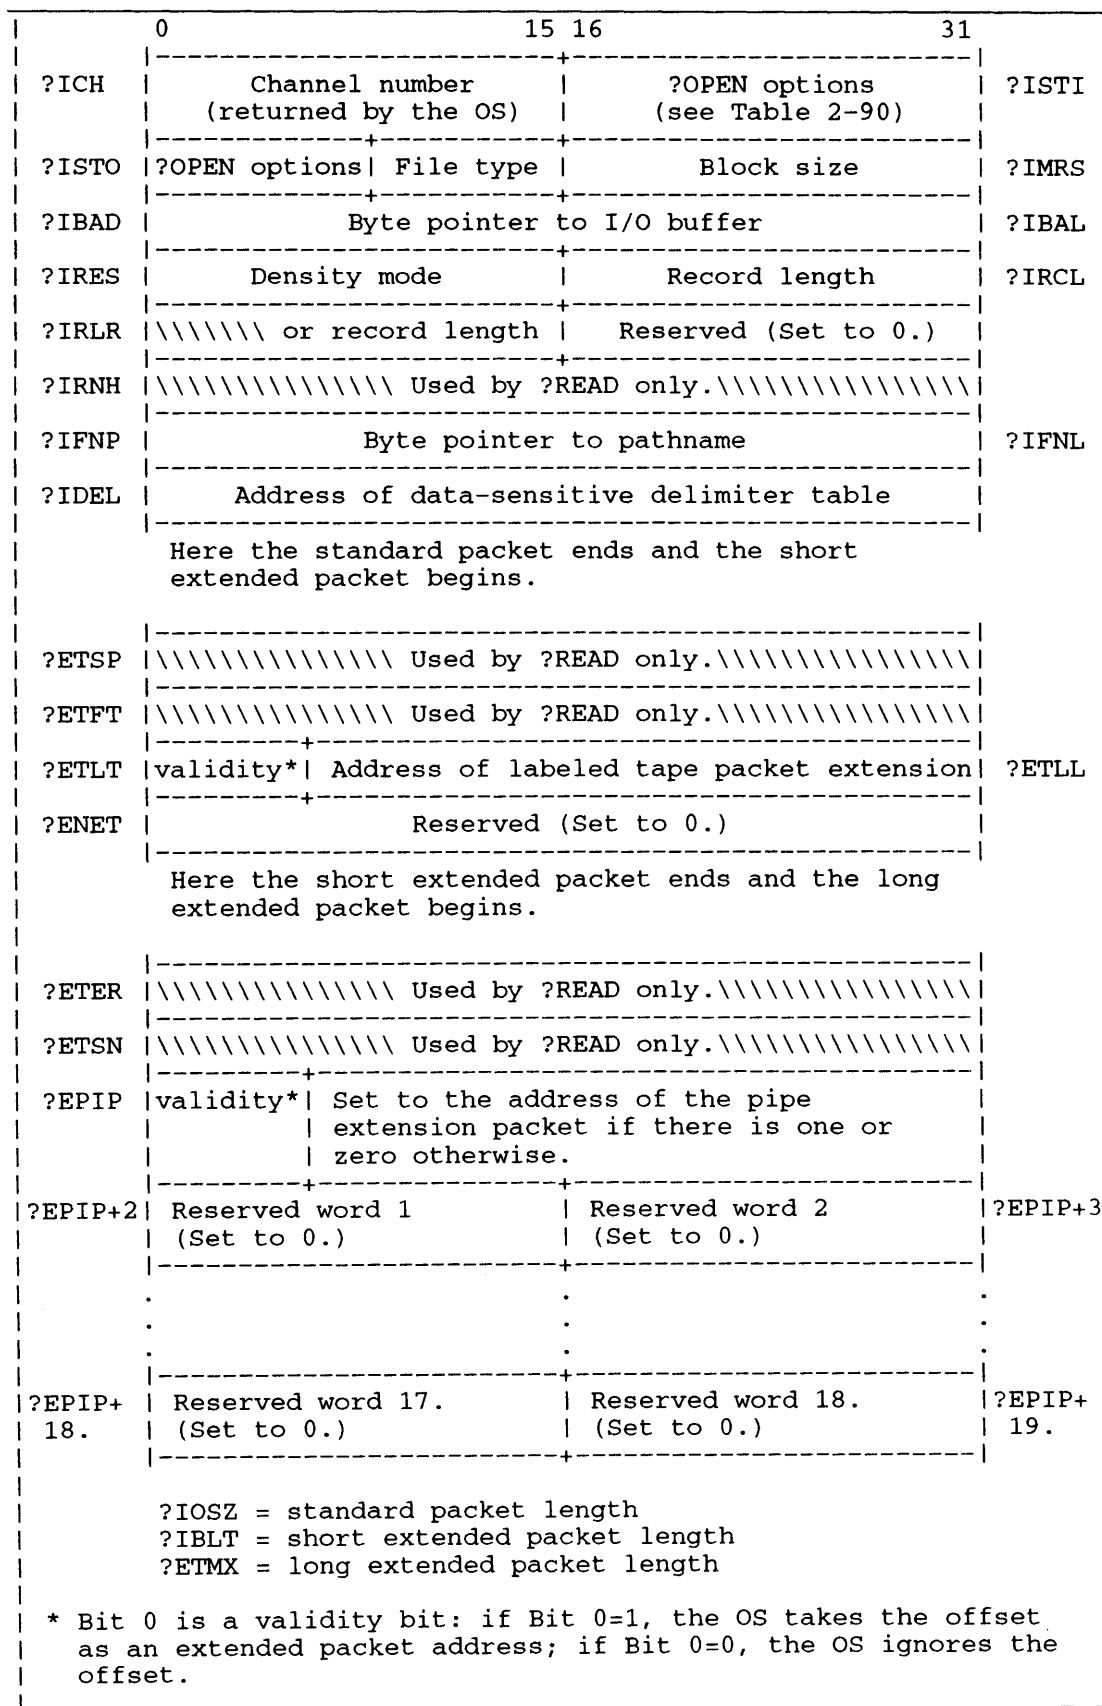 0 15 16 31
|-------------------------+-------------------------|
?ICH | Channel number | ?OPEN options | ?ISTI
| (returned by the OS) | (see Table 2-90) |
|-------------+-----------+-------------------------|
?ISTO |?OPEN options| File type | Block size | ?IMRS
|-------------+-----------+-------------------------|
?IBAD | Byte pointer to I/O buffer | ?IBAL
|-------------------------+-------------------------|
?IRES | Density mode | Record length | ?IRCL
|-------------------------+-------------------------|
?IRLR |\\\\\\\ or record length | Reserved (Set to 0.) |
|-------------------------+-------------------------|
?IRNH |\\\\\\\\\\\\\\\ Used by ?READ only.\\\\\\\\\\\\\\\\|
|---------------------------------------------------|
?IFNP | Byte pointer to pathname | ?IFNL
|---------------------------------------------------|
?IDEL | Address of data-sensitive delimiter table |
|---------------------------------------------------|
Here the standard packet ends and the short
extended packet begins.
|---------------------------------------------------|
?ETSP |\\\\\\\\\\\\\\\ Used by ?READ only.\\\\\\\\\\\\\\\\|
|---------------------------------------------------|
?ETFT |\\\\\\\\\\\\\\\ Used by ?READ only.\\\\\\\\\\\\\\\\|
|---------+-----------------------------------------|
?ETLT |validity*| Address of labeled tape packet extension| ?ETLL
|---------+-----------------------------------------|
?ENET | Reserved (Set to 0.) |
|---------------------------------------------------|
Here the short extended packet ends and the long
extended packet begins.
|---------------------------------------------------|
?ETER |\\\\\\\\\\\\\\\ Used by ?READ only.\\\\\\\\\\\\\\\\|
|---------------------------------------------------|
?ETSN |\\\\\\\\\\\\\\\ Used by ?READ only.\\\\\\\\\\\\\\\\|
|---------+-----------------------------------------|
?EPIP |validity*| Set to the address of the pipe |
| | extension packet if there is one or |
| | zero otherwise. |
|---------+---------------+-------------------------|
|?EPIP+2| Reserved word 1 | Reserved word 2 |?EPIP+3
| (Set to 0.) | (Set to 0.) |
|-------------------------+-------------------------|
. . .
. . .
. . .
|-------------------------+-------------------------|
|?EPIP+ | Reserved word 17. | Reserved word 18. |?EPIP+
| 18. | (Set to 0.) | (Set to 0.) | 19.
|-------------------------+-------------------------|
?IOSZ = standard packet length
?IBLT = short extended packet length
?ETMX = long extended packet length
* Bit 0 is a validity bit: if Bit 0=1, the OS takes the offset
as an extended packet address; if Bit 0=0, the OS ignores the
offset.